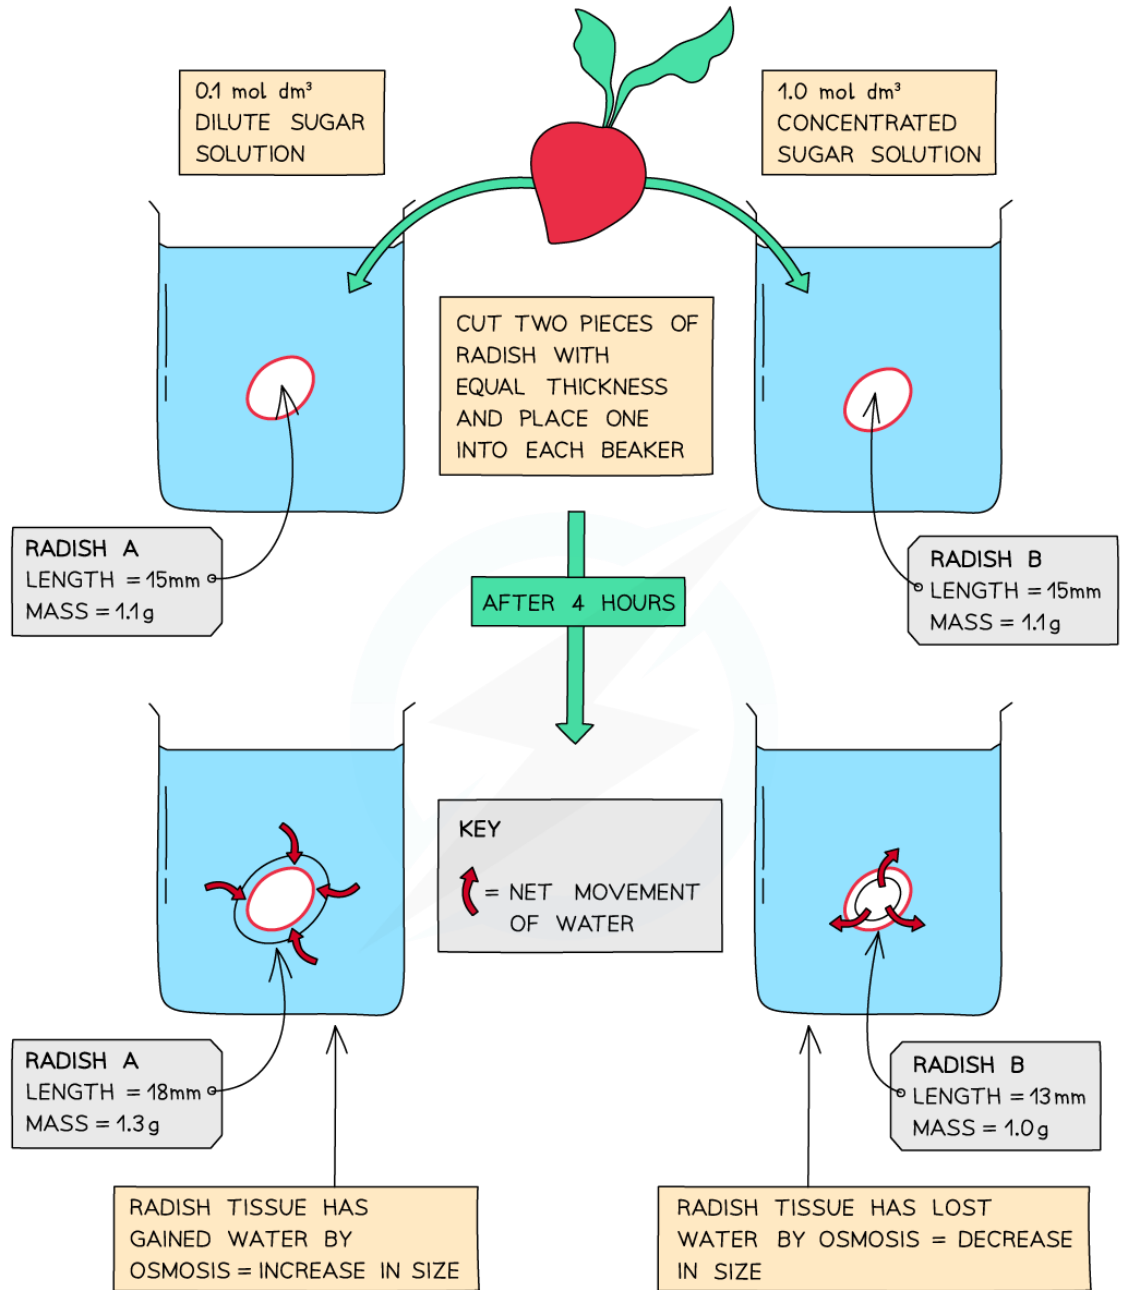 0.1 mol dm³
DILUTE SUGAR
SOLUTION
1.0 mol dm³
CONCENTRATED
SUGAR SOLUTION
CUT TWO PIECES OF
RADISH WITH
EQUAL THICKNESS
AND PLACE ONE
INTO EACH BEAKER
RADISH A
LENGTH = 15mm
MASS = 1.1g
RADISH B
LENGTH = 15mm
MASS = 1.1g
AFTER 4 HOURS
KEY
= NET MOVEMENT
OF WATER
RADISH A
LENGTH = 18mm
MASS = 1.3g
RADISH B
LENGTH = 13mm
MASS = 1.0g
RADISH TISSUE HAS
GAINED WATER BY
OSMOSIS = INCREASE IN SIZE
RADISH TISSUE HAS LOST
WATER BY OSMOSIS = DECREASE
IN SIZE